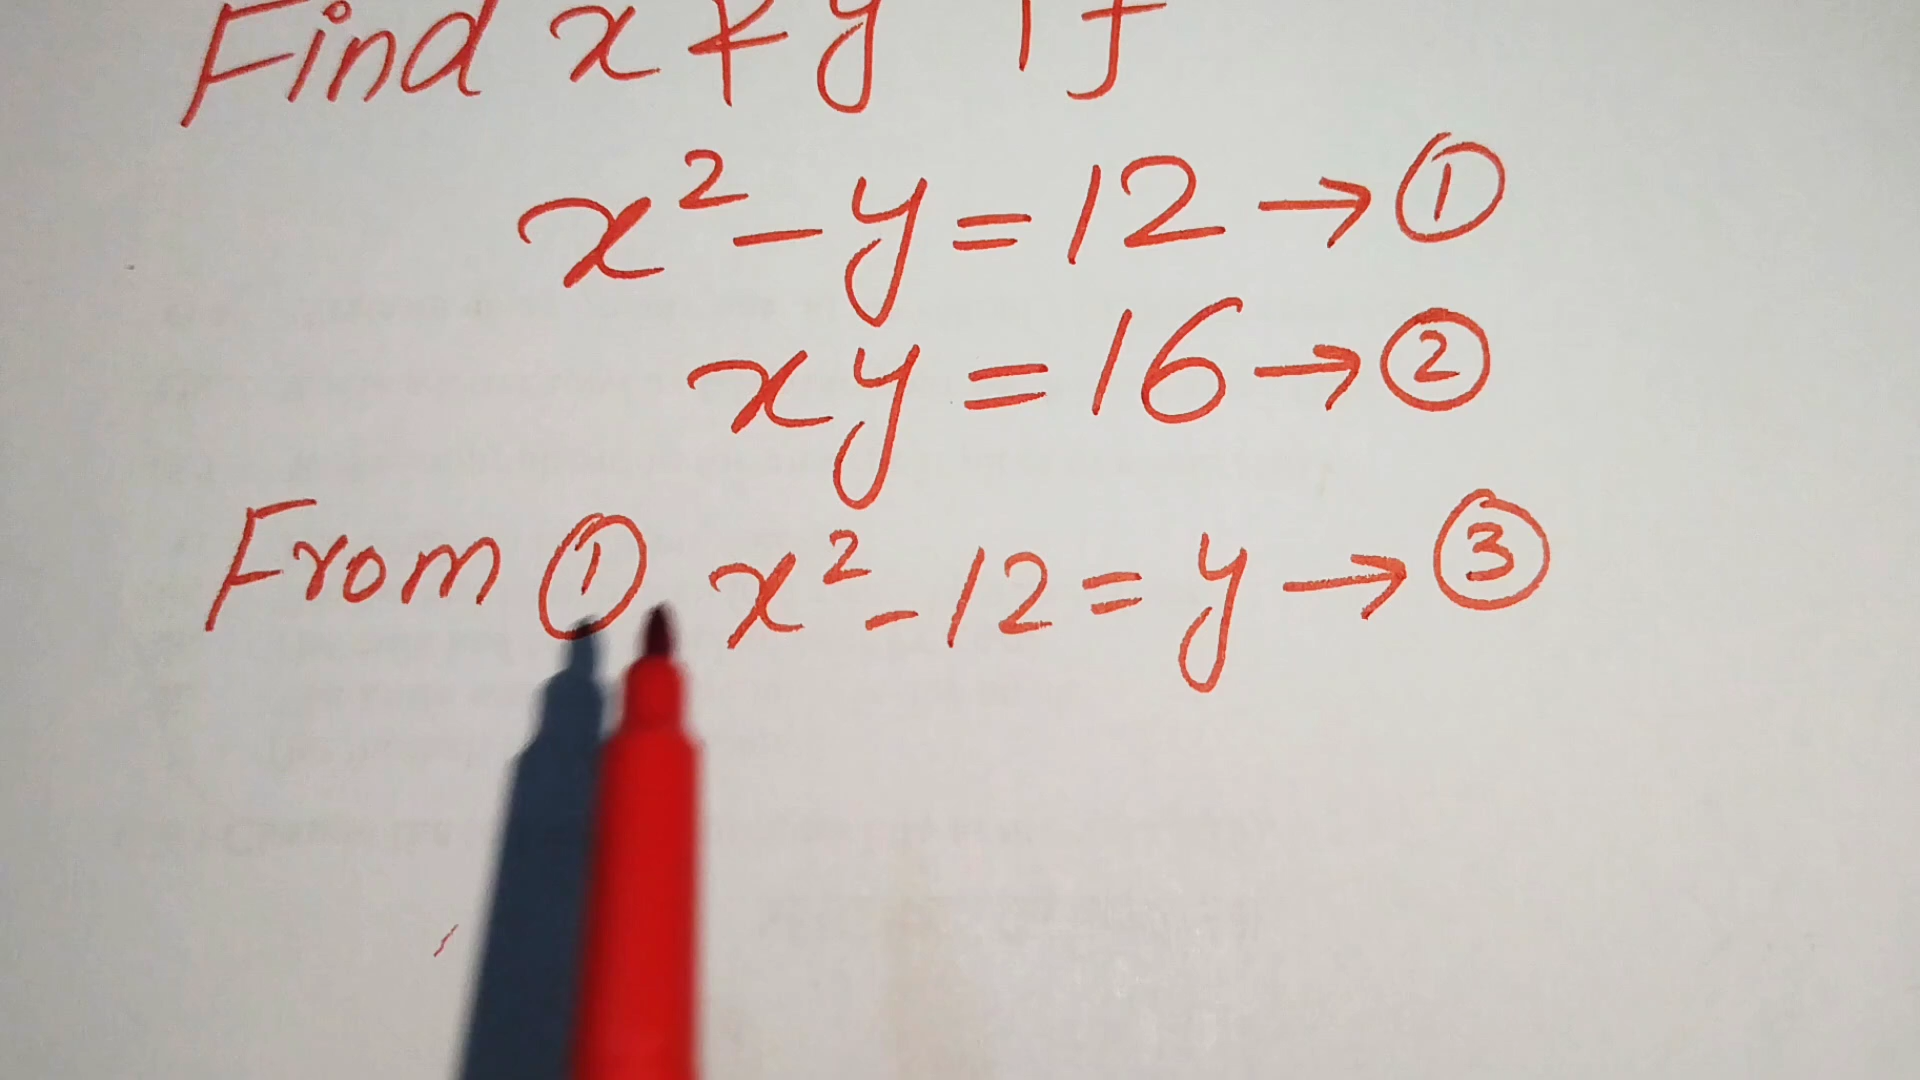 Find x & y if
x² - y = 12 → ①
xy = 16 → ②
From ① x² - 12 = y → ③